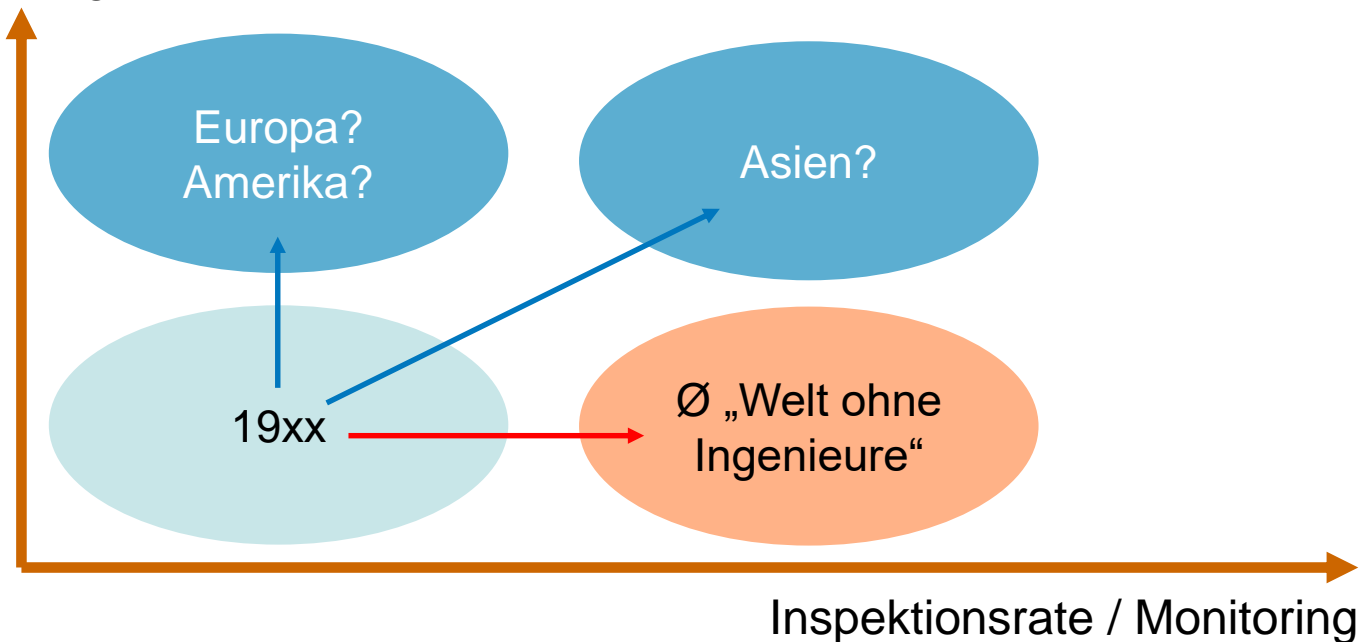 Europa?
Amerika?
Asien?
19xx
Ø „Welt ohne
Ingenieure“
Inspektionsrate / Monitoring